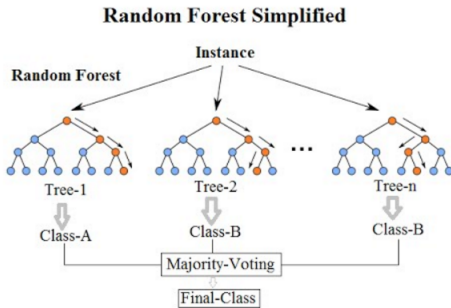 Random Forest Simplified
Instance
Random Forest
...
Tree-1 Tree-2 Tree-n
Class-A Class-B Class-B
Majority-Voting
Final-Class